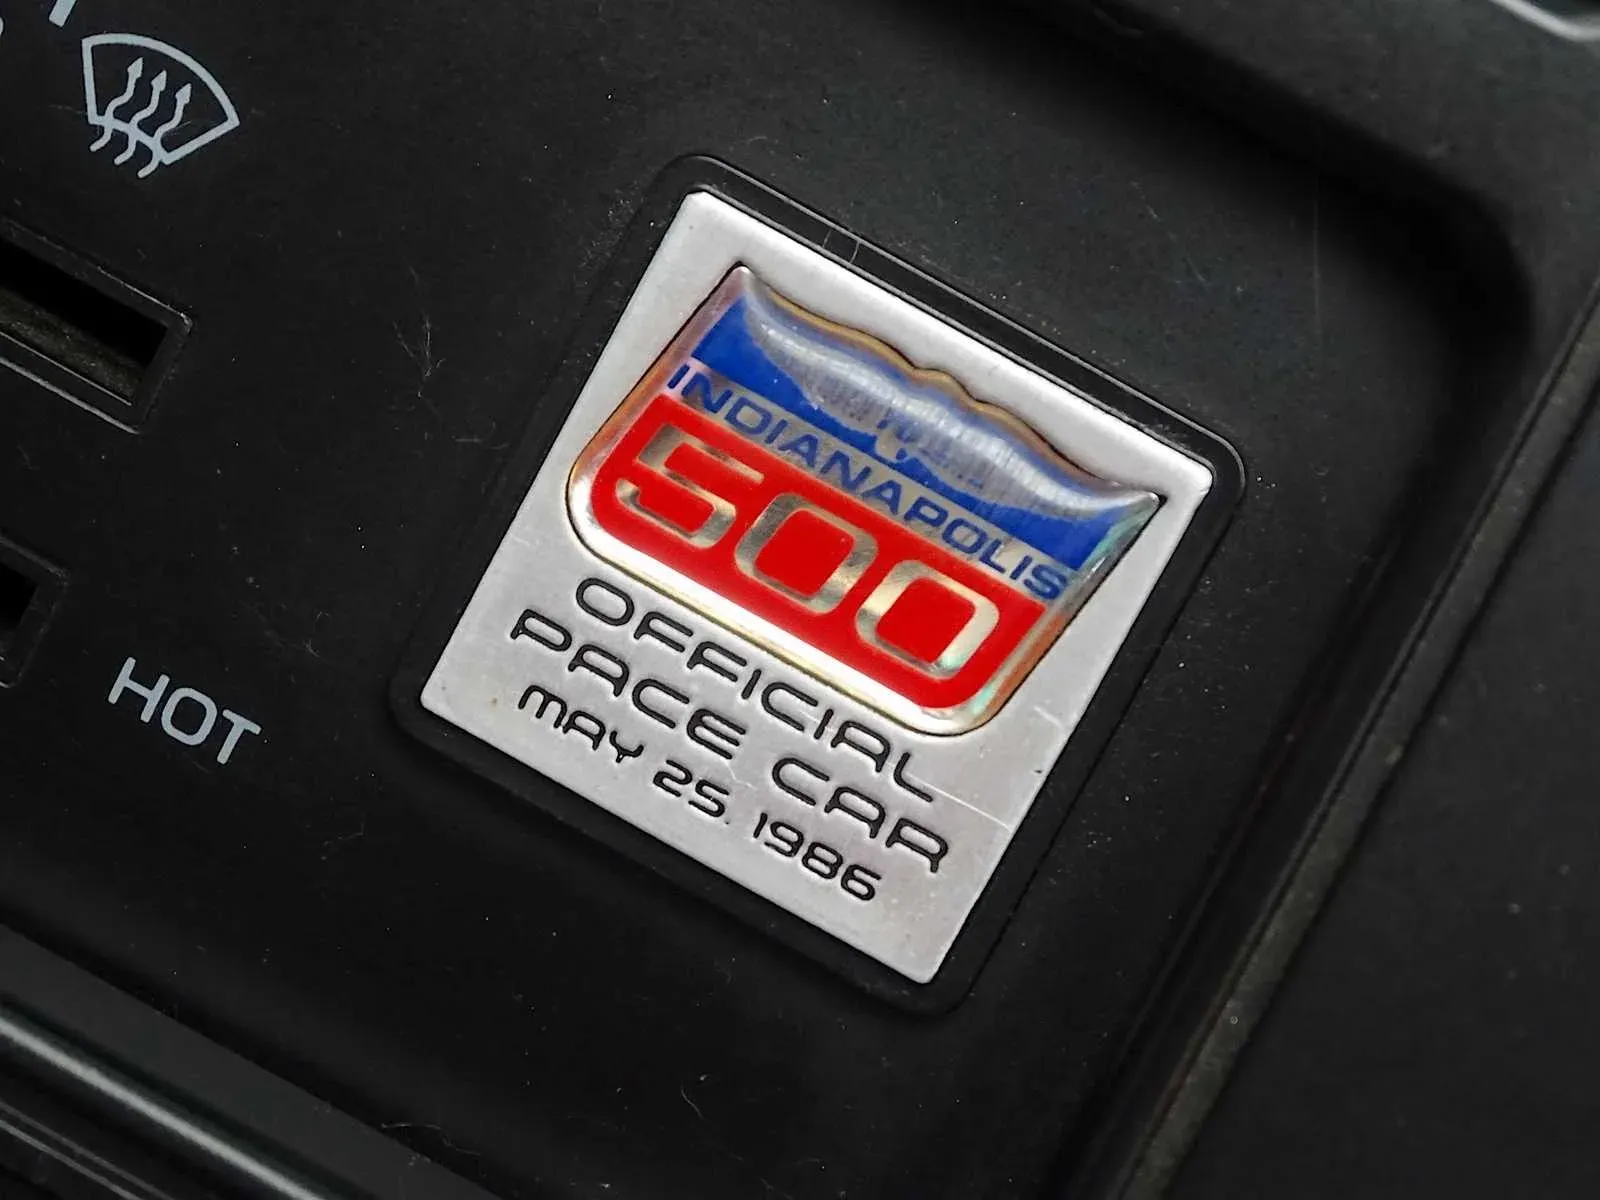 INDIANAPOLIS
500
OFFICIAL
PACE CAR
MAY 25, 1986
HOT